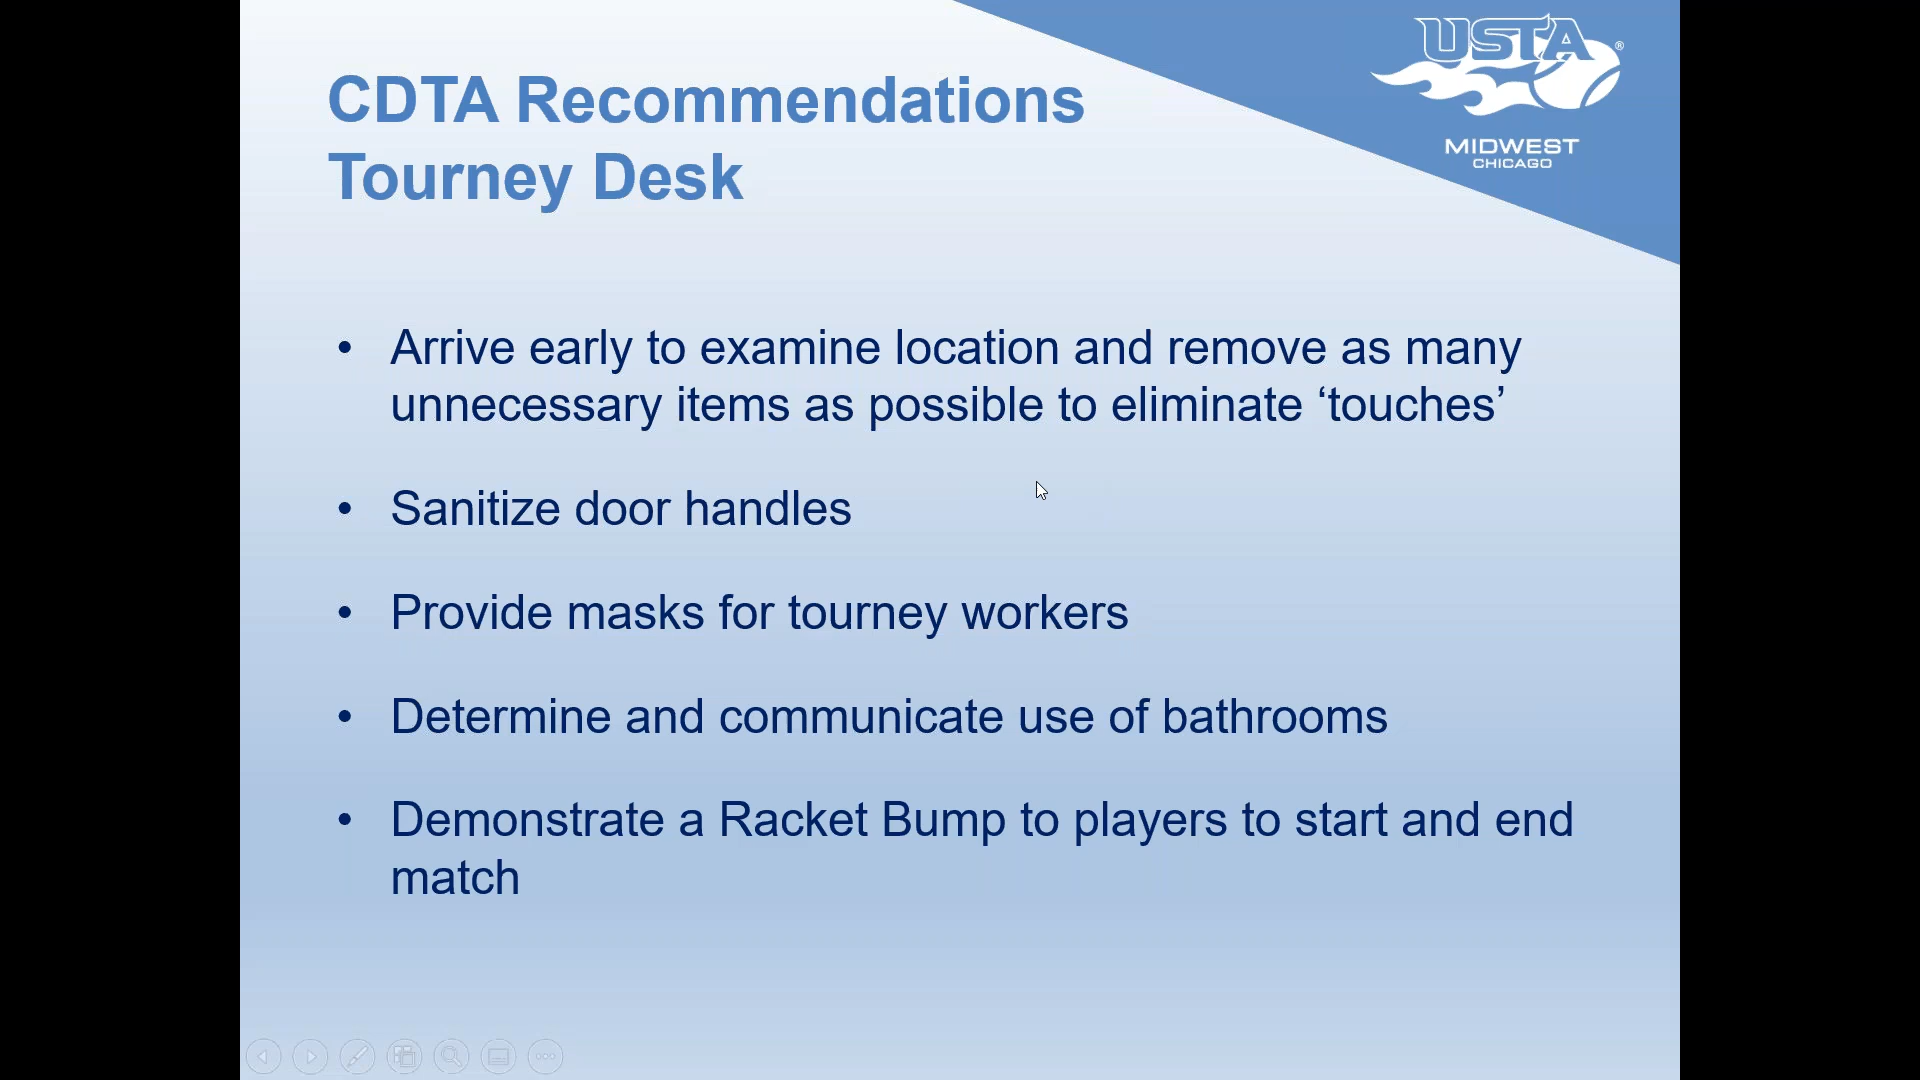 USTA®
MIDWEST
CHICAGO
CDTA Recommendations
Tourney Desk
• Arrive early to examine location and remove as many
unnecessary items as possible to eliminate ‘touches’
• Sanitize door handles
• Provide masks for tourney workers
• Determine and communicate use of bathrooms
• Demonstrate a Racket Bump to players to start and end
match